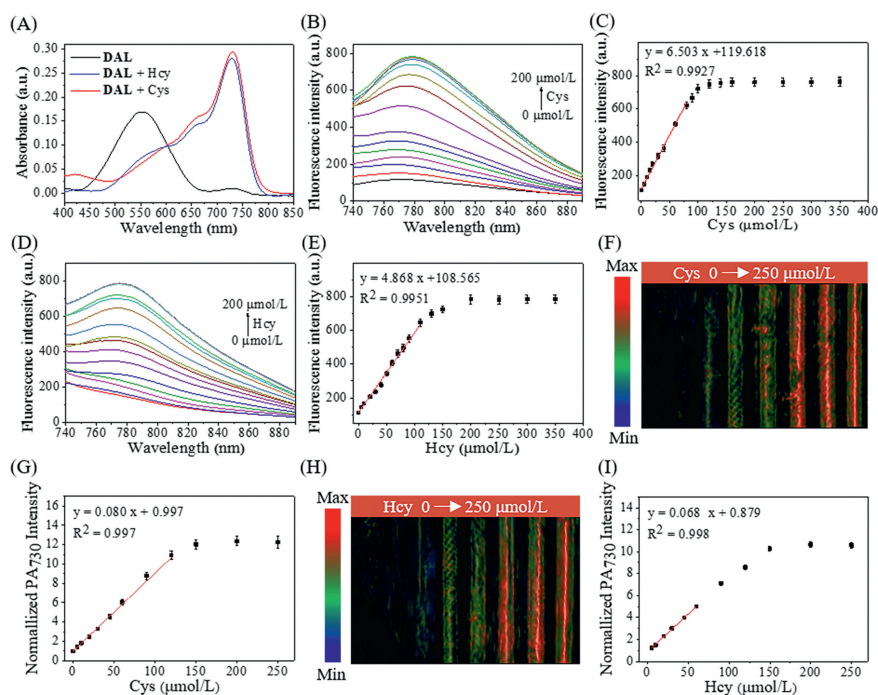 (A)
0.30
0.25
0.20
0.15
0.10
0.05
0.00
Absorbance (a.u.)
DAL
DAL + Hcy
DAL + Cys
400 450 500 550 600 650 700 750 800 850
Wavelength (nm)
(B)
800
600
400
200
0
Fluorescence intensity (a.u.)
200 μmol/L
Cys
0 μmol/L
740 760 780 800 820 840 860 880
Wavelength (nm)
(C)
1000
800
600
400
200
0
Fluorescence intensity (a.u.)
y = 6.503 x +119.618
R2 = 0.9927
0 50 100 150 200 250 300 350 400
Cys (μmol/L)
(D)
800
600
400
200
0
Fluorescence intensity (a.u.)
200 μmol/L
Hcy
0 μmol/L
740 760 780 800 820 840 860 880
Wavelength (nm)
(E)
1000
800
600
400
200
0
Fluorescence intensity (a.u.)
y = 4.868 x +108.565
R2 = 0.9951
0 50 100 150 200 250 300 350 400
Hcy (μmol/L)
(F)
Max
Min
Cys 0 → 250 μmol/L
(G)
16
14
12
10
8
6
4
2
0
Normallized PA730 Intensity
y = 0.080 x + 0.997
R2 = 0.997
0 50 100 150 200 250
Cys (μmol/L)
(H)
Max
Min
Hcy 0 → 250 μmol/L
(I)
14
12
10
8
6
4
2
0
Normallized PA730 Intensity
y = 0.068 x + 0.879
R2 = 0.998
0 50 100 150 200 250
Hcy (μmol/L)